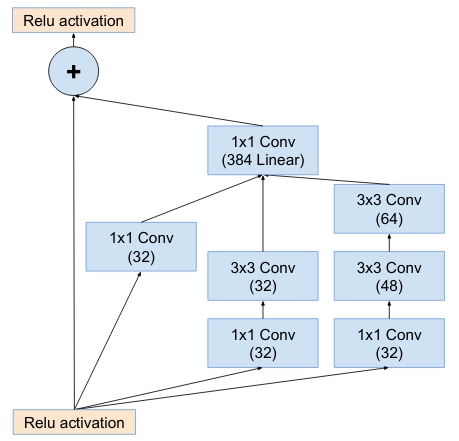 Relu activation
+
1x1 Conv
(384 Linear)
3x3 Conv
(64)
1x1 Conv
(32)
3x3 Conv
(32)
3x3 Conv
(48)
1x1 Conv
(32)
1x1 Conv
(32)
Relu activation